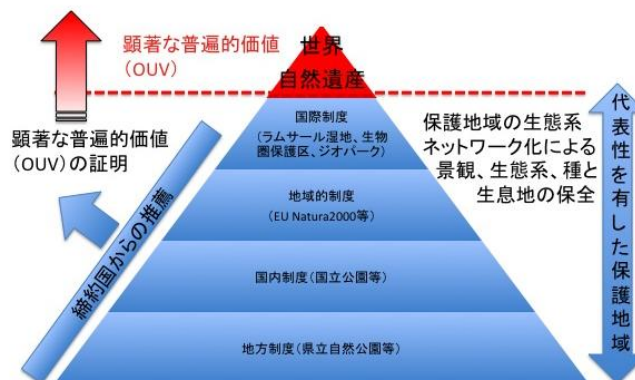 顕著な普遍的価値
(OUV)
世界
自然遺産
顕著な普遍的価値
(OUV)の証明
国際制度
(ラムサール湿地、生物
圏保護区、ジオパーク)
保護地域の生態系
ネットワーク化による
景観、生態系、種と
生息地の保全
地域的制度
(EU Natura2000等)
国内制度(国立公園等)
地方制度(県立自然公園等)
締約国からの推薦
代表性を有した保護地域